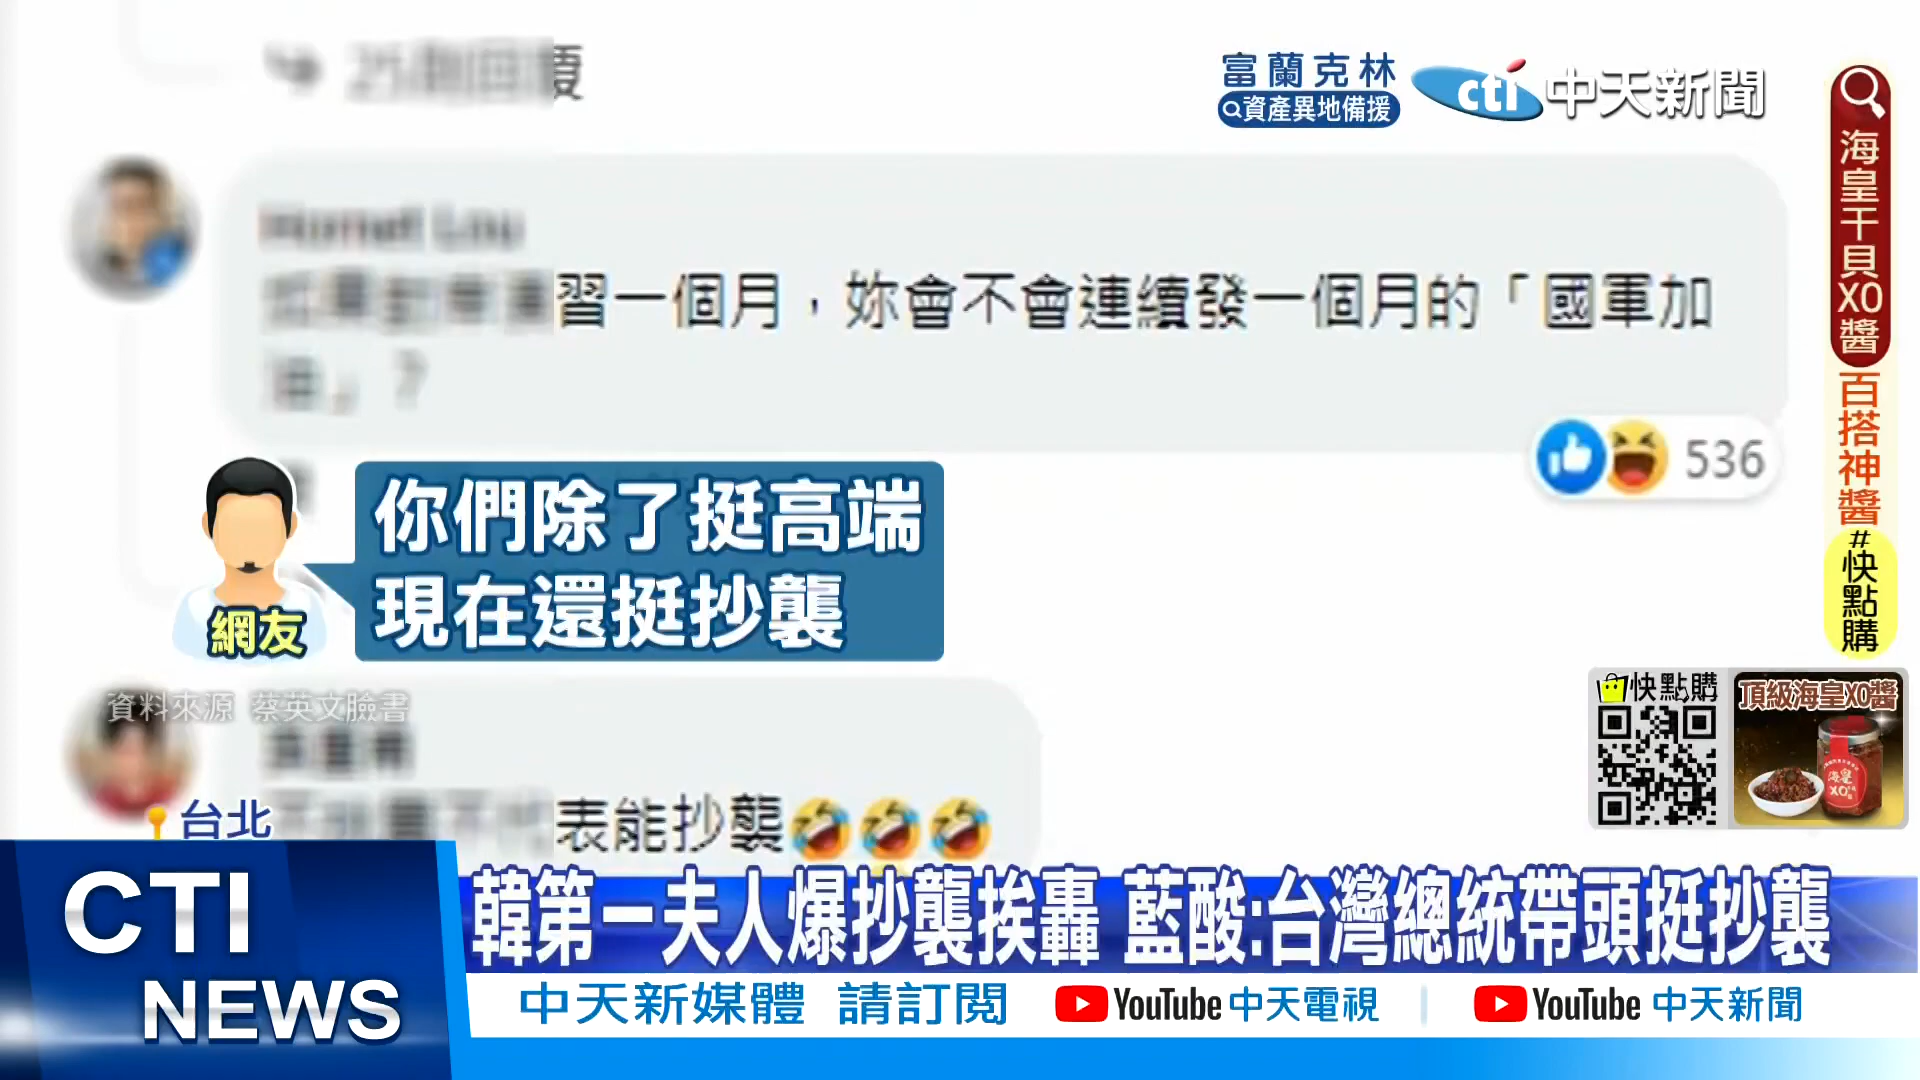 富蘭克林
資產異地備援
cti 中天新聞
海皇干貝XO醬
百搭神醬
#快點購
習一個月，妳會不會連續發一個月的「國軍加
536
你們除了挺高端
現在還挺抄襲
網友
資料來源 蔡英文臉書
快點購
頂級海皇XO醬
台北
表能抄襲🤣🤣🤣
CTI
NEWS
韓第一夫人爆抄襲挨轟 藍酸:台灣總統帶頭挺抄襲
中天新媒體 請訂閱 YouTube 中天電視 | YouTube 中天新聞